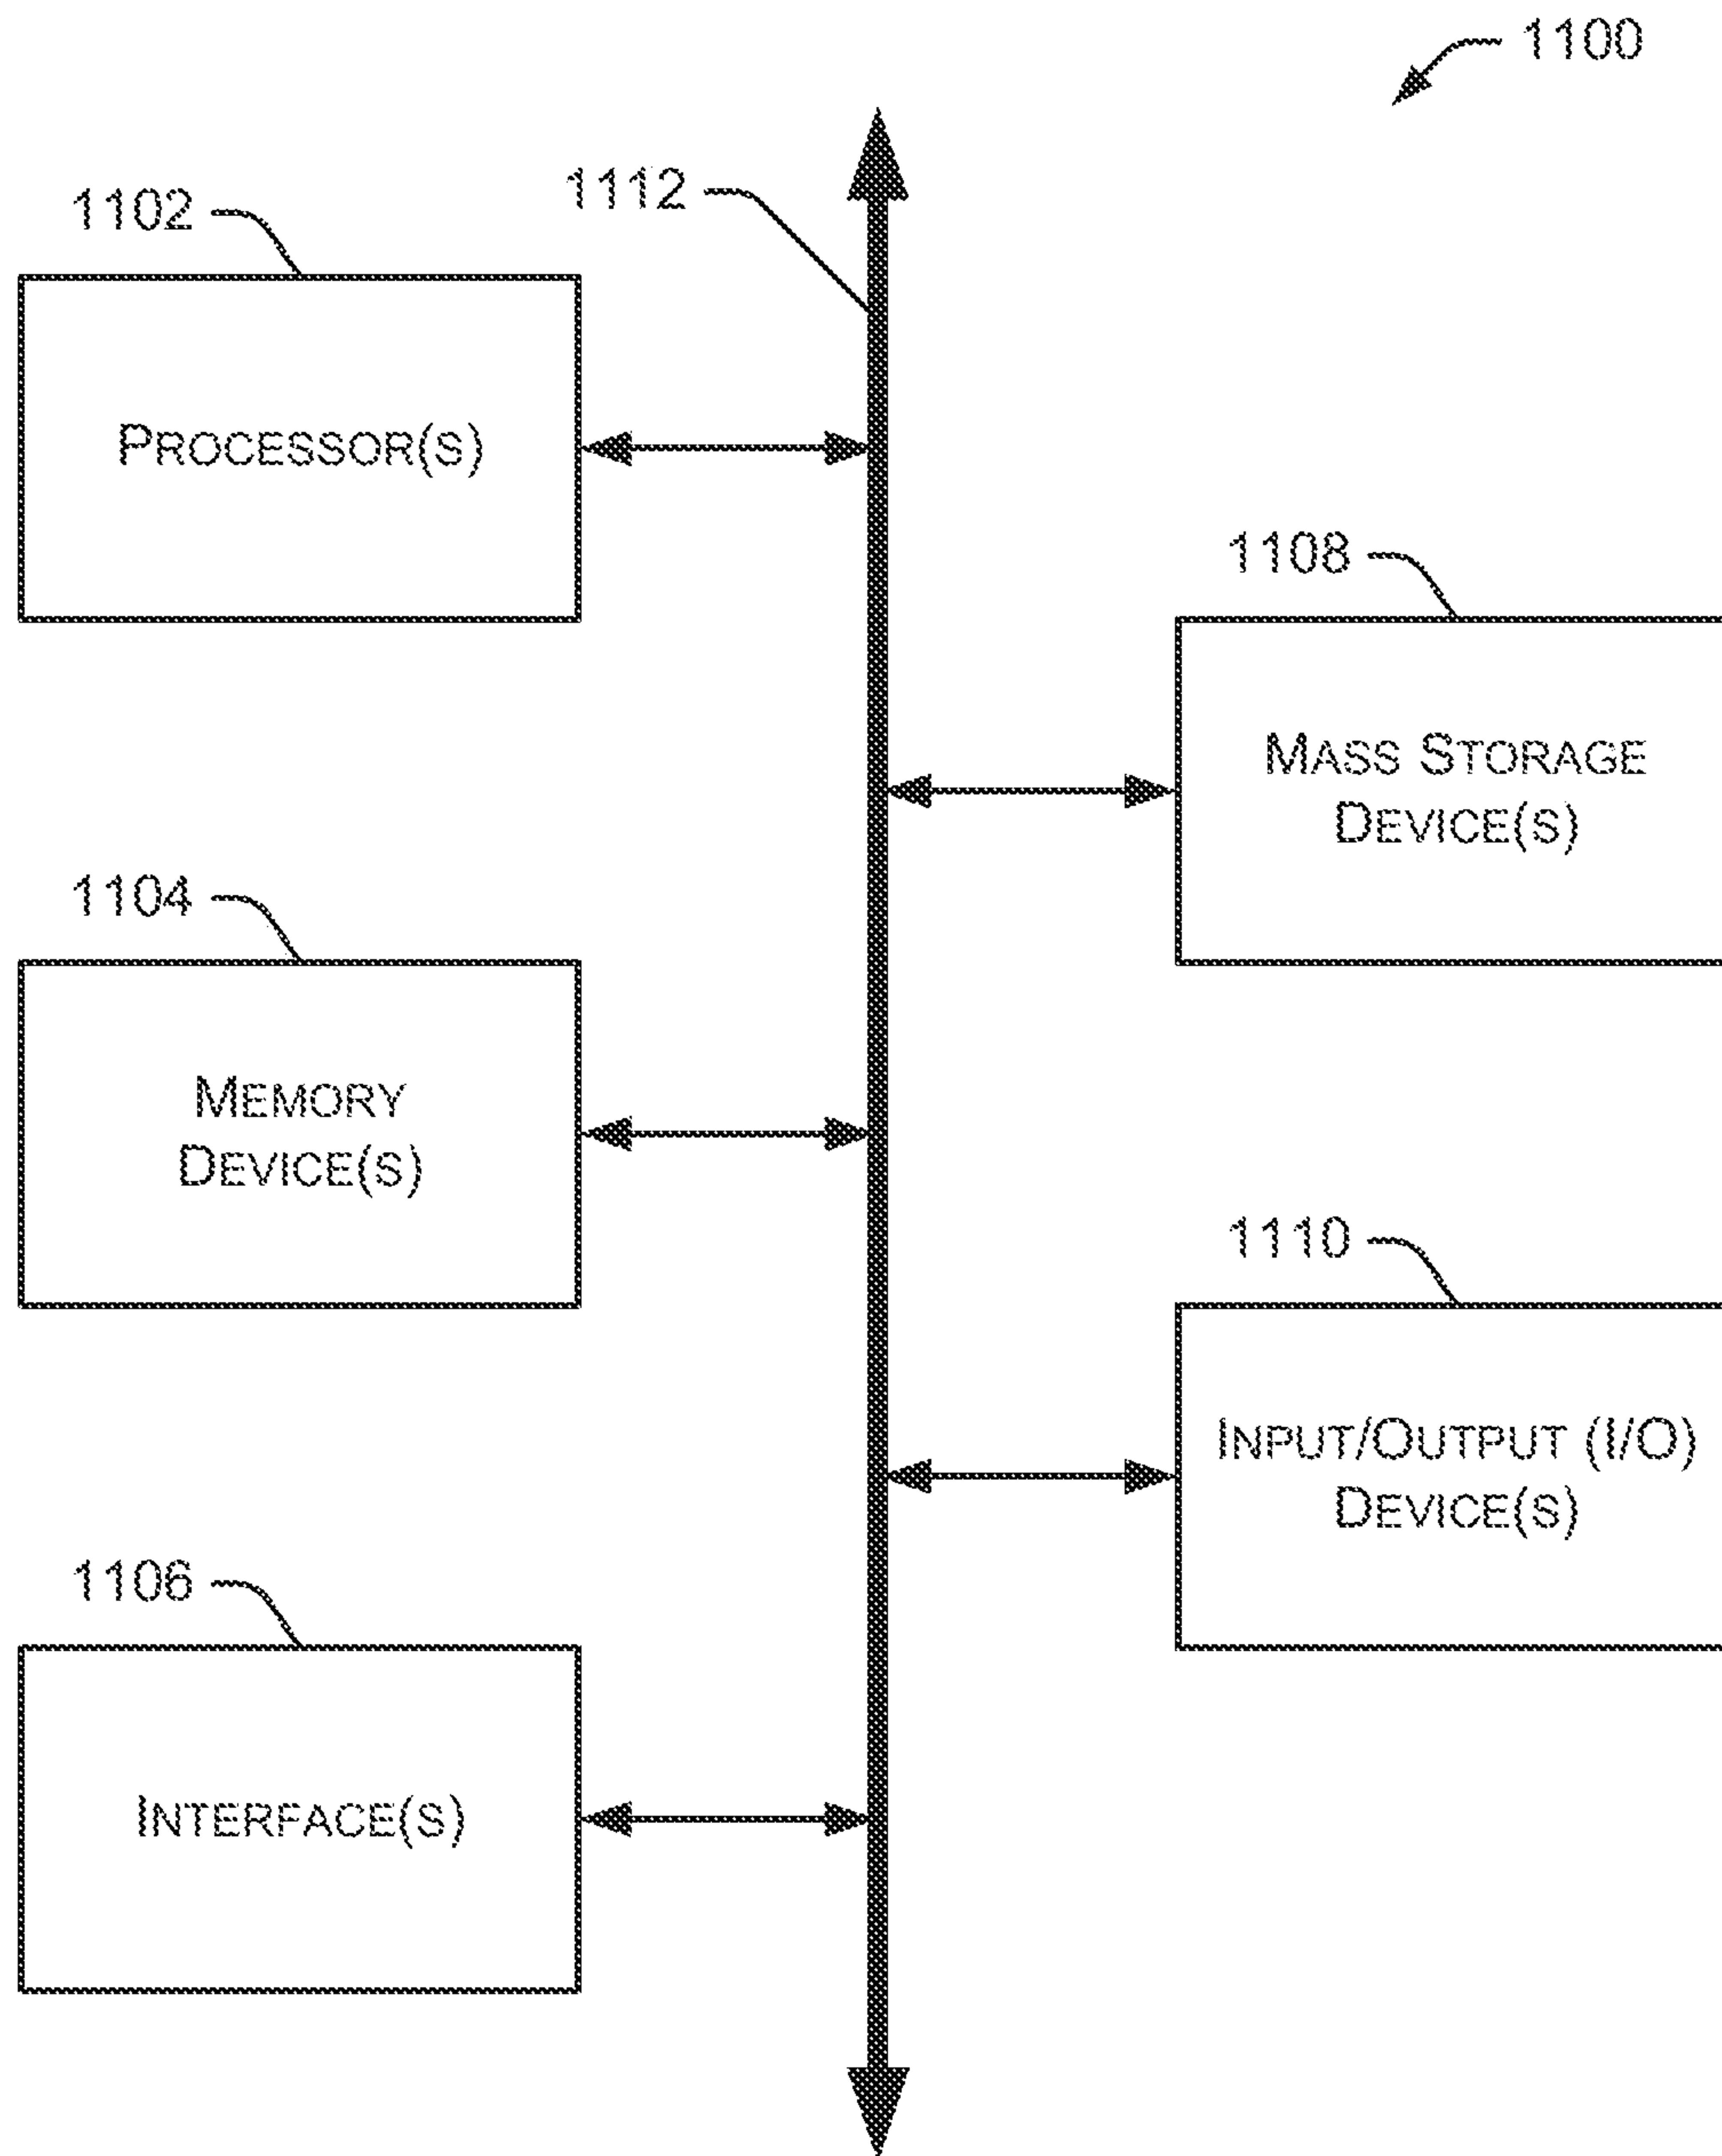 1100
1112
1102
PROCESSOR(S)
1108
MASS STORAGE
DEVICE(S)
1104
MEMORY
DEVICE(S)
1110
INPUT/OUTPUT (I/O)
DEVICE(S)
1106
INTERFACE(S)